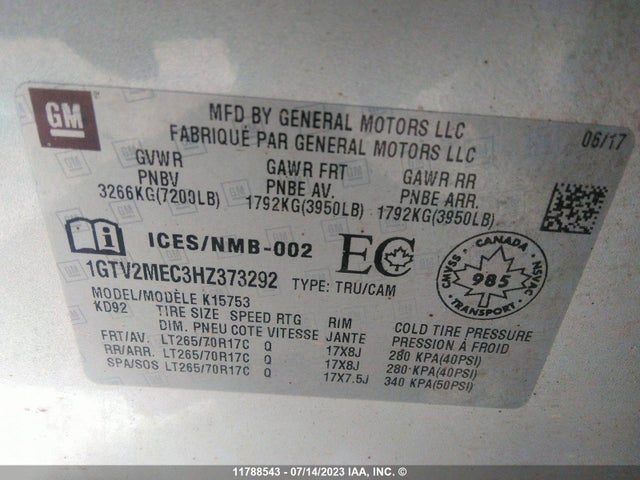 GM
MFD BY GENERAL MOTORS LLC
FABRIQUÉ PAR GENERAL MOTORS LLC
06/17
GVWR
PNBV
3266KG(7200LB)
GAWR FRT
PNBE AV.
1792KG(3950LB)
GAWR RR
PNBE ARR.
1792KG(3950LB)
i ICES/NMB-002 EC
1GTV2MEC3HZ373292 TYPE: TRU/CAM
CANADA
CMVSS 985 NSVAC
TRANSPORT
MODEL/MODÈLE K15753
KD92 TIRE SIZE SPEED RTG RIM COLD TIRE PRESSURE
DIM. PNEU COTE VITESSE JANTE PRESSION À FROID
FRT/AV. LT265/70R17C Q 17X8J 280 KPA(40PSI)
RR/ARR. LT265/70R17C Q 17X8J 280 KPA(40PSI)
SPA/SOS LT265/70R17C Q 17X7.5J 340 KPA(50PSI)
11788543 - 07/14/2023 IAA, INC. ©